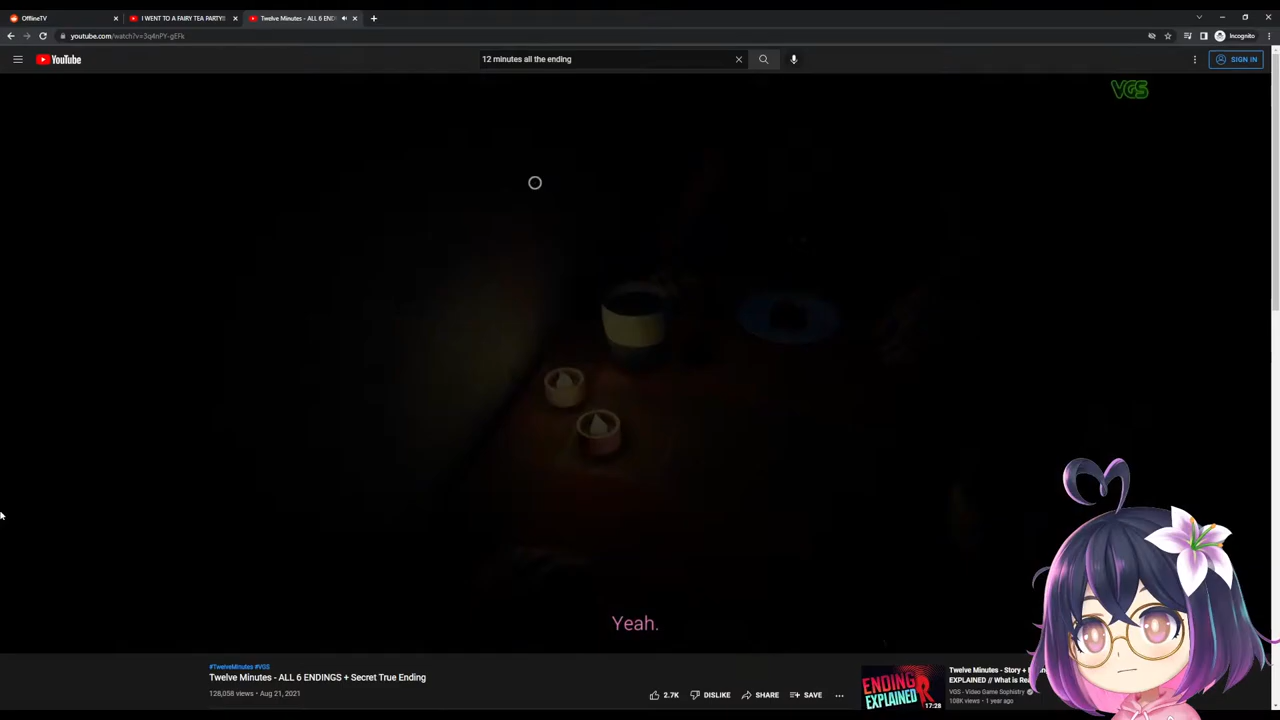 OfflineTV
I WENT TO A FAIRY TEA PARTY!!
Twelve Minutes - ALL 6 ENDI
youtube.com/watch?v=3q4nPY-gEFk
Incognito
YouTube
12 minutes all the ending
SIGN IN
VGS
Yeah.
#TwelveMinutes #VGS
Twelve Minutes - ALL 6 ENDINGS + Secret True Ending
128,058 views • Aug 21, 2021
2.7K
DISLIKE
SHARE
SAVE
ENDING
EXPLAINED
17:28
Twelve Minutes - Story +
EXPLAINED // What is
VGS - Video Game Sophistry
108K views • 1 year ago